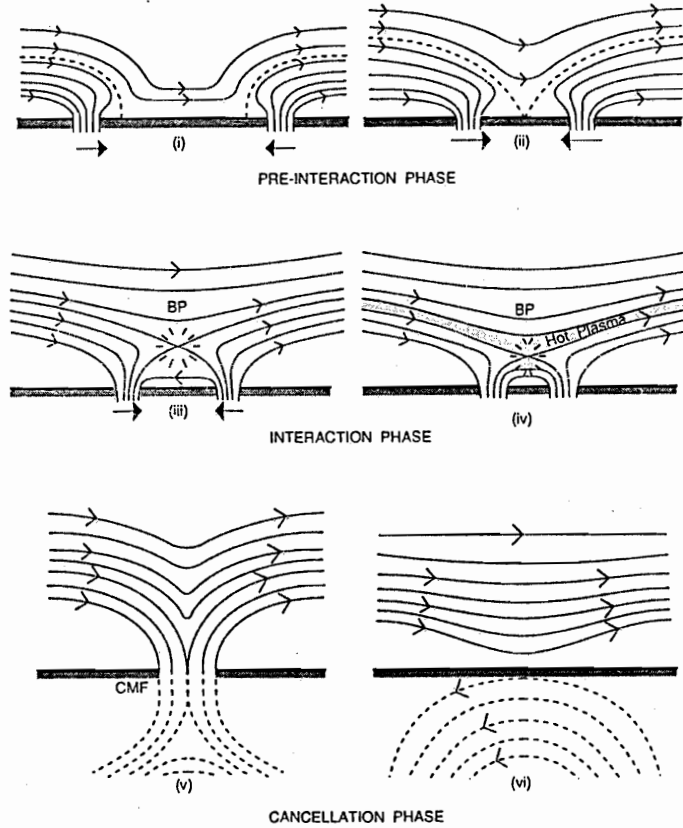 (i)
(ii)
PRE-INTERACTION PHASE
BP
(iii)
BP
Hot Plasma
(iv)
INTERACTION PHASE
CMF
(v)
(vi)
CANCELLATION PHASE